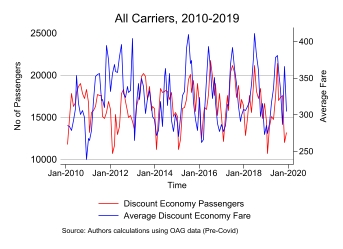 All Carriers, 2010-2019
No of Passengers
25000
20000
15000
10000
400
350
300
250
Average Fare
Jan-2010 Jan-2012 Jan-2014 Jan-2016 Jan-2018 Jan-2020
Time
Discount Economy Passengers
Average Discount Economy Fare
Source: Authors calculations using OAG data (Pre-Covid)